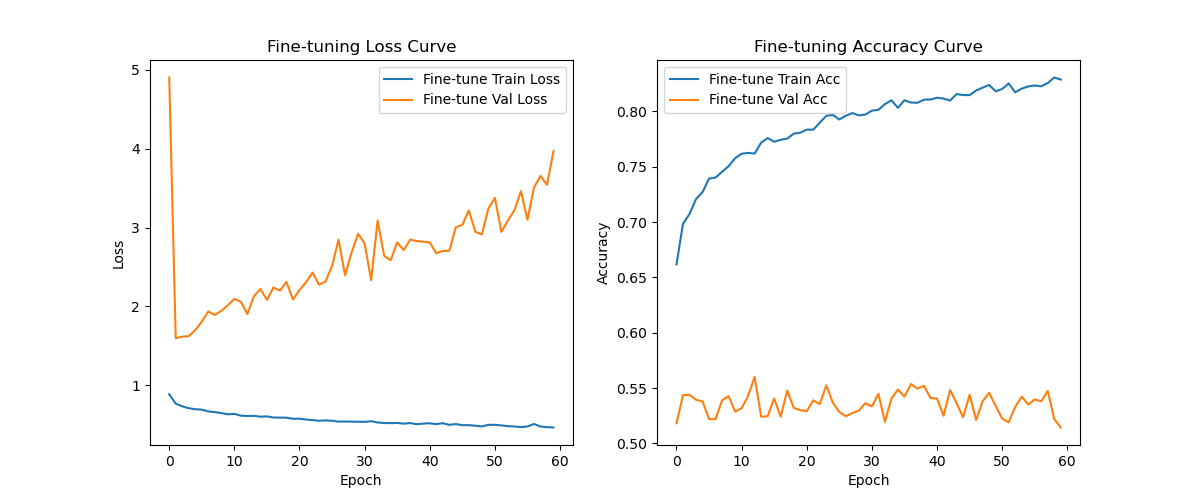 Fine-tuning Loss Curve
Fine-tune Train Loss
Fine-tune Val Loss
5
4
3
2
1
Loss
0 10 20 30 40 50 60
Epoch
Fine-tuning Accuracy Curve
Fine-tune Train Acc
Fine-tune Val Acc
0.80
0.75
0.70
0.65
0.60
0.55
0.50
Accuracy
0 10 20 30 40 50 60
Epoch